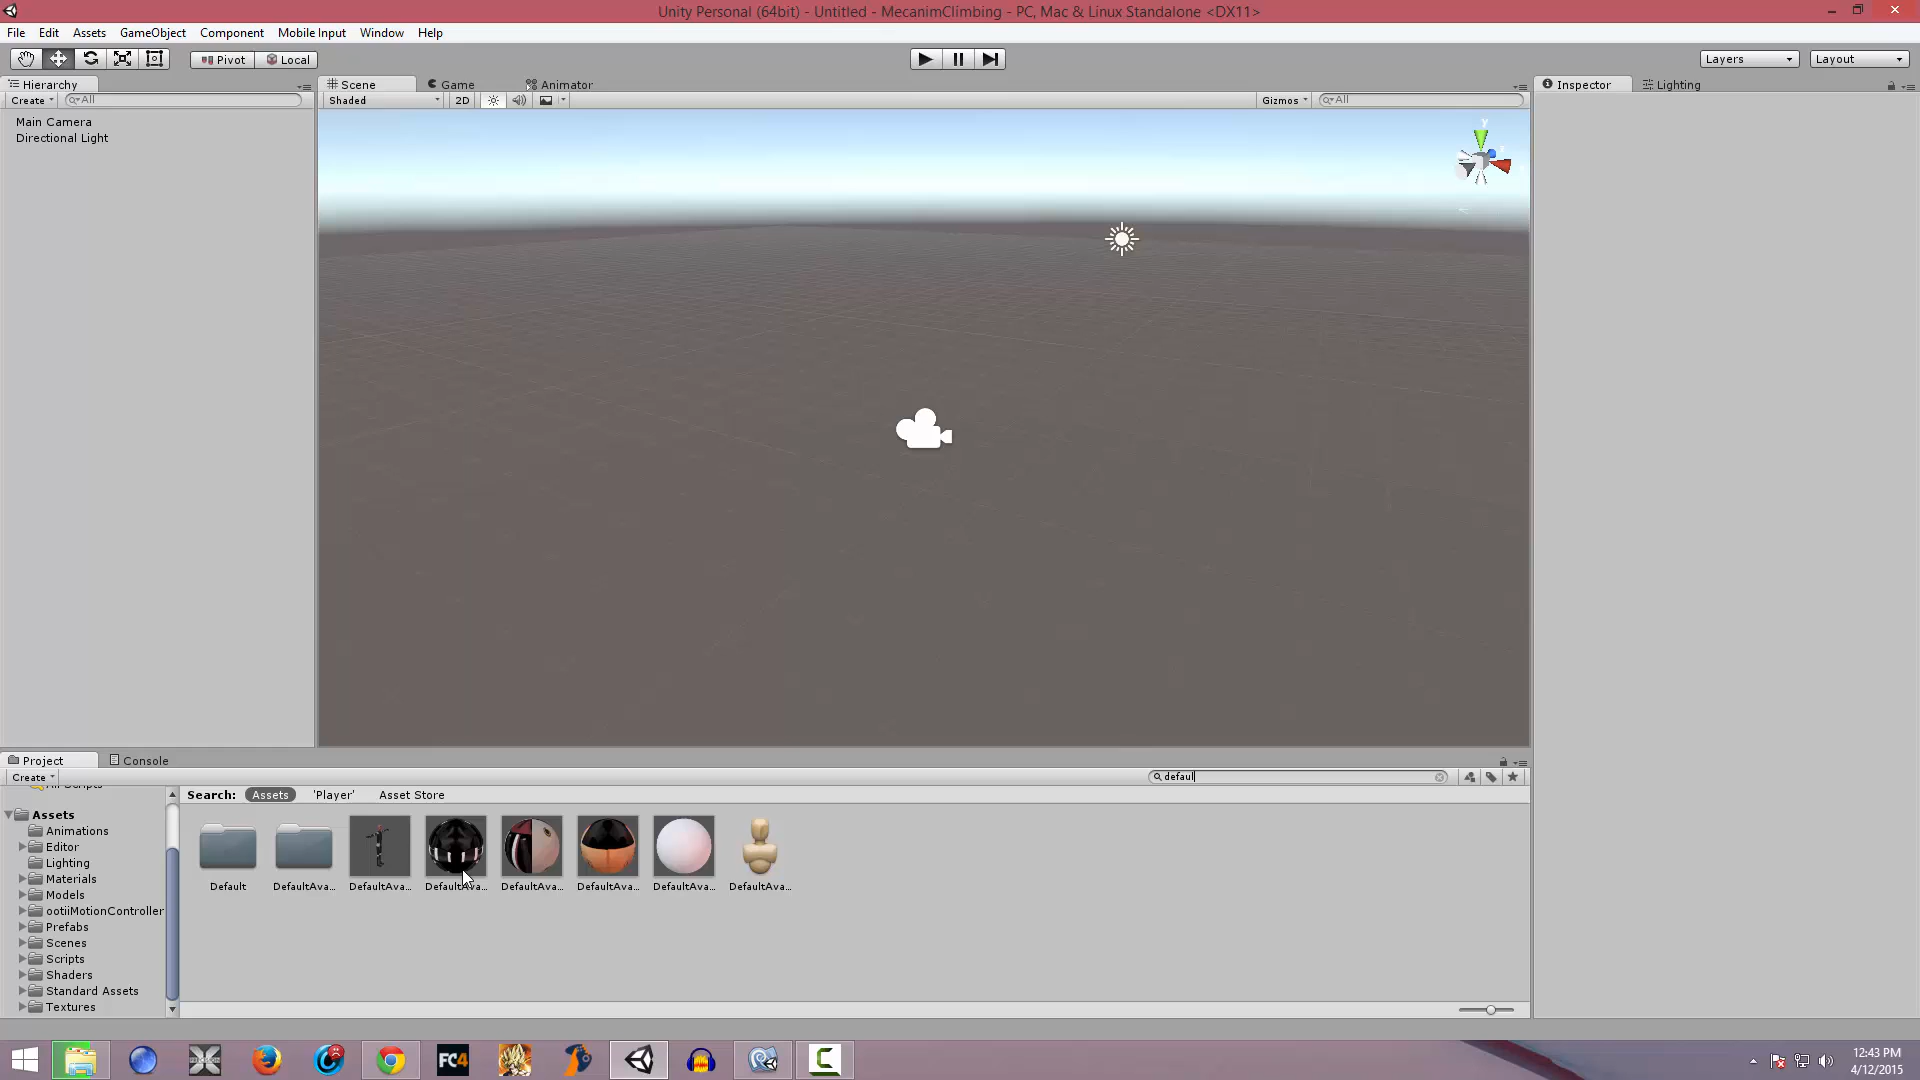 Unity Personal (64bit) - Untitled - MecanimClimbing - PC, Mac & Linux Standalone <DX11>
File Edit Assets GameObject Component Mobile Input Window Help
Pivot Local Layers Layout
Hierarchy Scene Game Animator Inspector Lighting
Create All Shaded 2D Gizmos All
Main Camera
Directional Light
y
Project Console
Create defaul
Search: Assets 'Player' Asset Store
Assets
Animations
Editor
Lighting
Materials
Models
ootiiMotionController
Prefabs
Scenes
Scripts
Shaders
Standard Assets
Textures
Default DefaultAva... DefaultAva... DefaultAva... DefaultAva... DefaultAva... DefaultAva... DefaultAva...
FC4
12:43 PM
4/12/2015